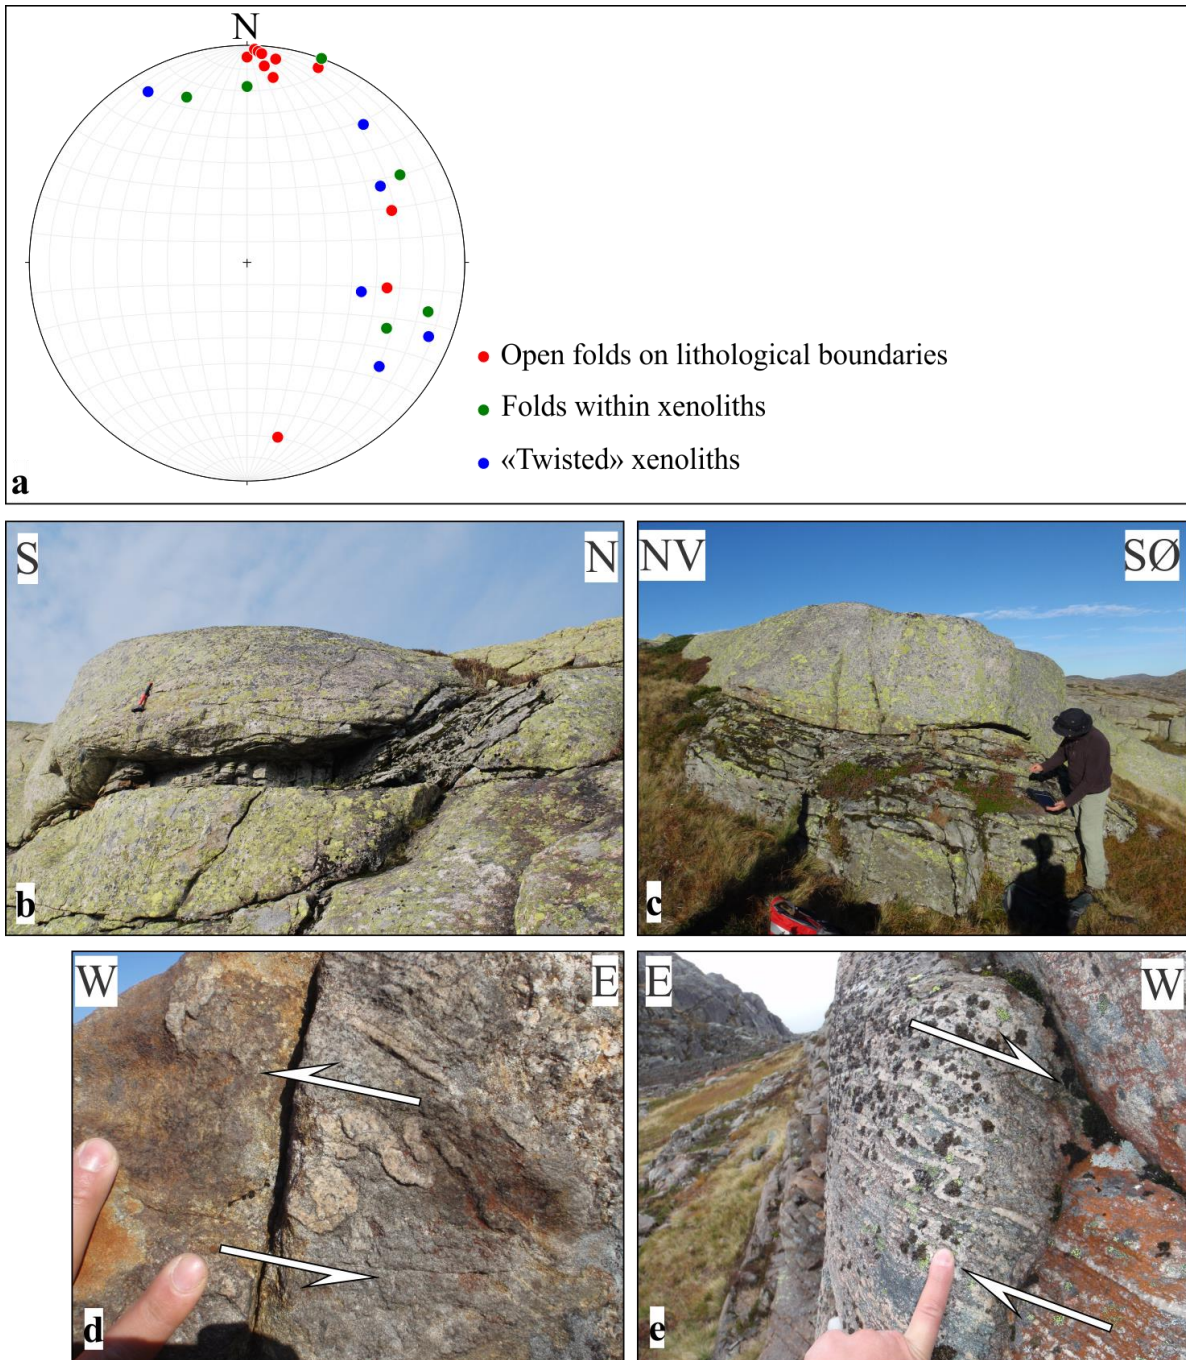 N
Open folds on lithological boundaries
Folds within xenoliths
«Twisted» xenoliths
a
S N
NV SØ
b
c
W E
E W
d
e